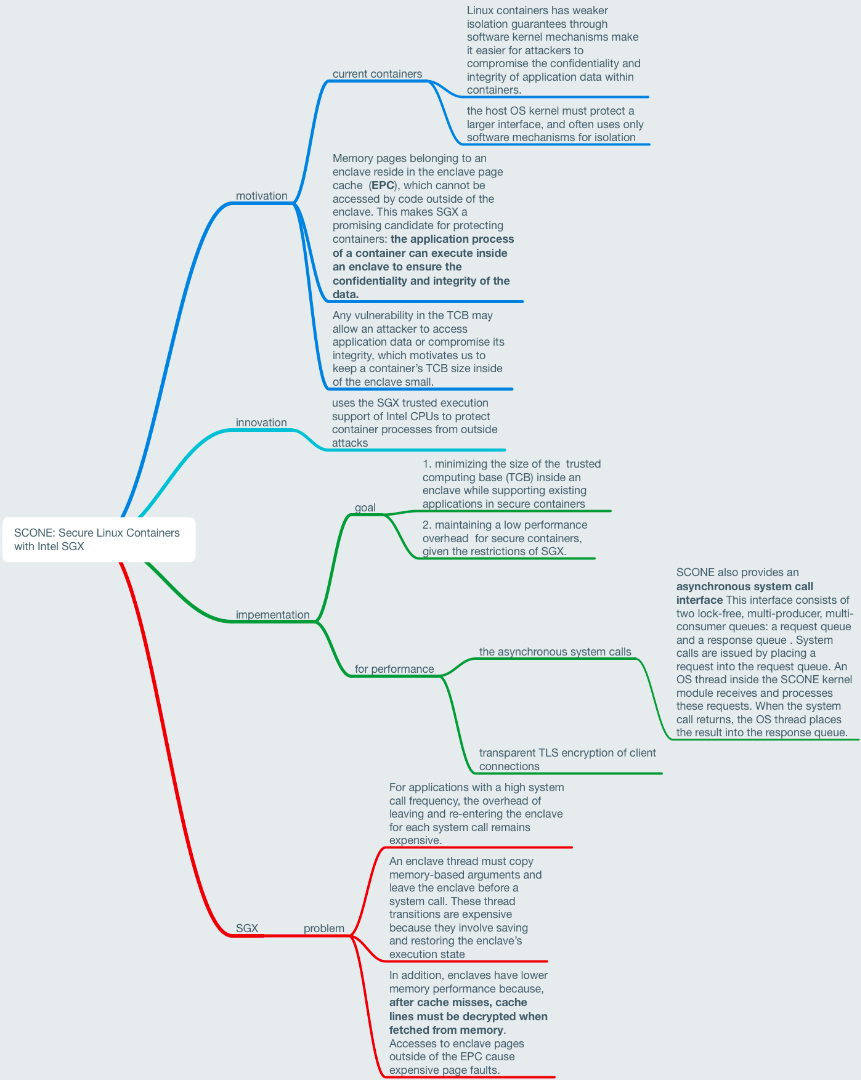 Linux containers has weaker
isolation guarantees through
software kernel mechanisms make
it easier for attackers to
compromise the confidentiality and
integrity of application data within
containers.
current containers
the host OS kernel must protect a
larger interface, and often uses only
software mechanisms for isolation
motivation
Memory pages belonging to an
enclave reside in the enclave page
cache (EPC), which cannot be
accessed by code outside of the
enclave. This makes SGX a
promising candidate for protecting
containers: the application process
of a container can execute inside
an enclave to ensure the
confidentiality and integrity of the
data.
Any vulnerability in the TCB may
allow an attacker to access
application data or compromise its
integrity, which motivates us to
keep a container's TCB size inside
of the enclave small.
innovation
uses the SGX trusted execution
support of Intel CPUs to protect
container processes from outside
attacks
SCONE: Secure Linux Containers
with Intel SGX
impementation
goal
1. minimizing the size of the trusted
computing base (TCB) inside an
enclave while supporting existing
applications in secure containers
2. maintaining a low performance
overhead for secure containers,
given the restrictions of SGX.
for performance
the asynchronous system calls
SCONE also provides an
asynchronous system call
interface This interface consists of
two lock-free, multi-producer, multi-
consumer queues: a request queue
and a response queue . System
calls are issued by placing a
request into the request queue. An
OS thread inside the SCONE kernel
module receives and processes
these requests. When the system
call returns, the OS thread places
the result into the response queue.
transparent TLS encryption of client
connections
SGX
problem
For applications with a high system
call frequency, the overhead of
leaving and re-entering the enclave
for each system call remains
expensive.
An enclave thread must copy
memory-based arguments and
leave the enclave before a
system call. These thread
transitions are expensive
because they involve saving
and restoring the enclave's
execution state
In addition, enclaves have lower
memory performance because,
after cache misses, cache
lines must be decrypted when
fetched from memory.
Accesses to enclave pages
outside of the EPC cause
expensive page faults.